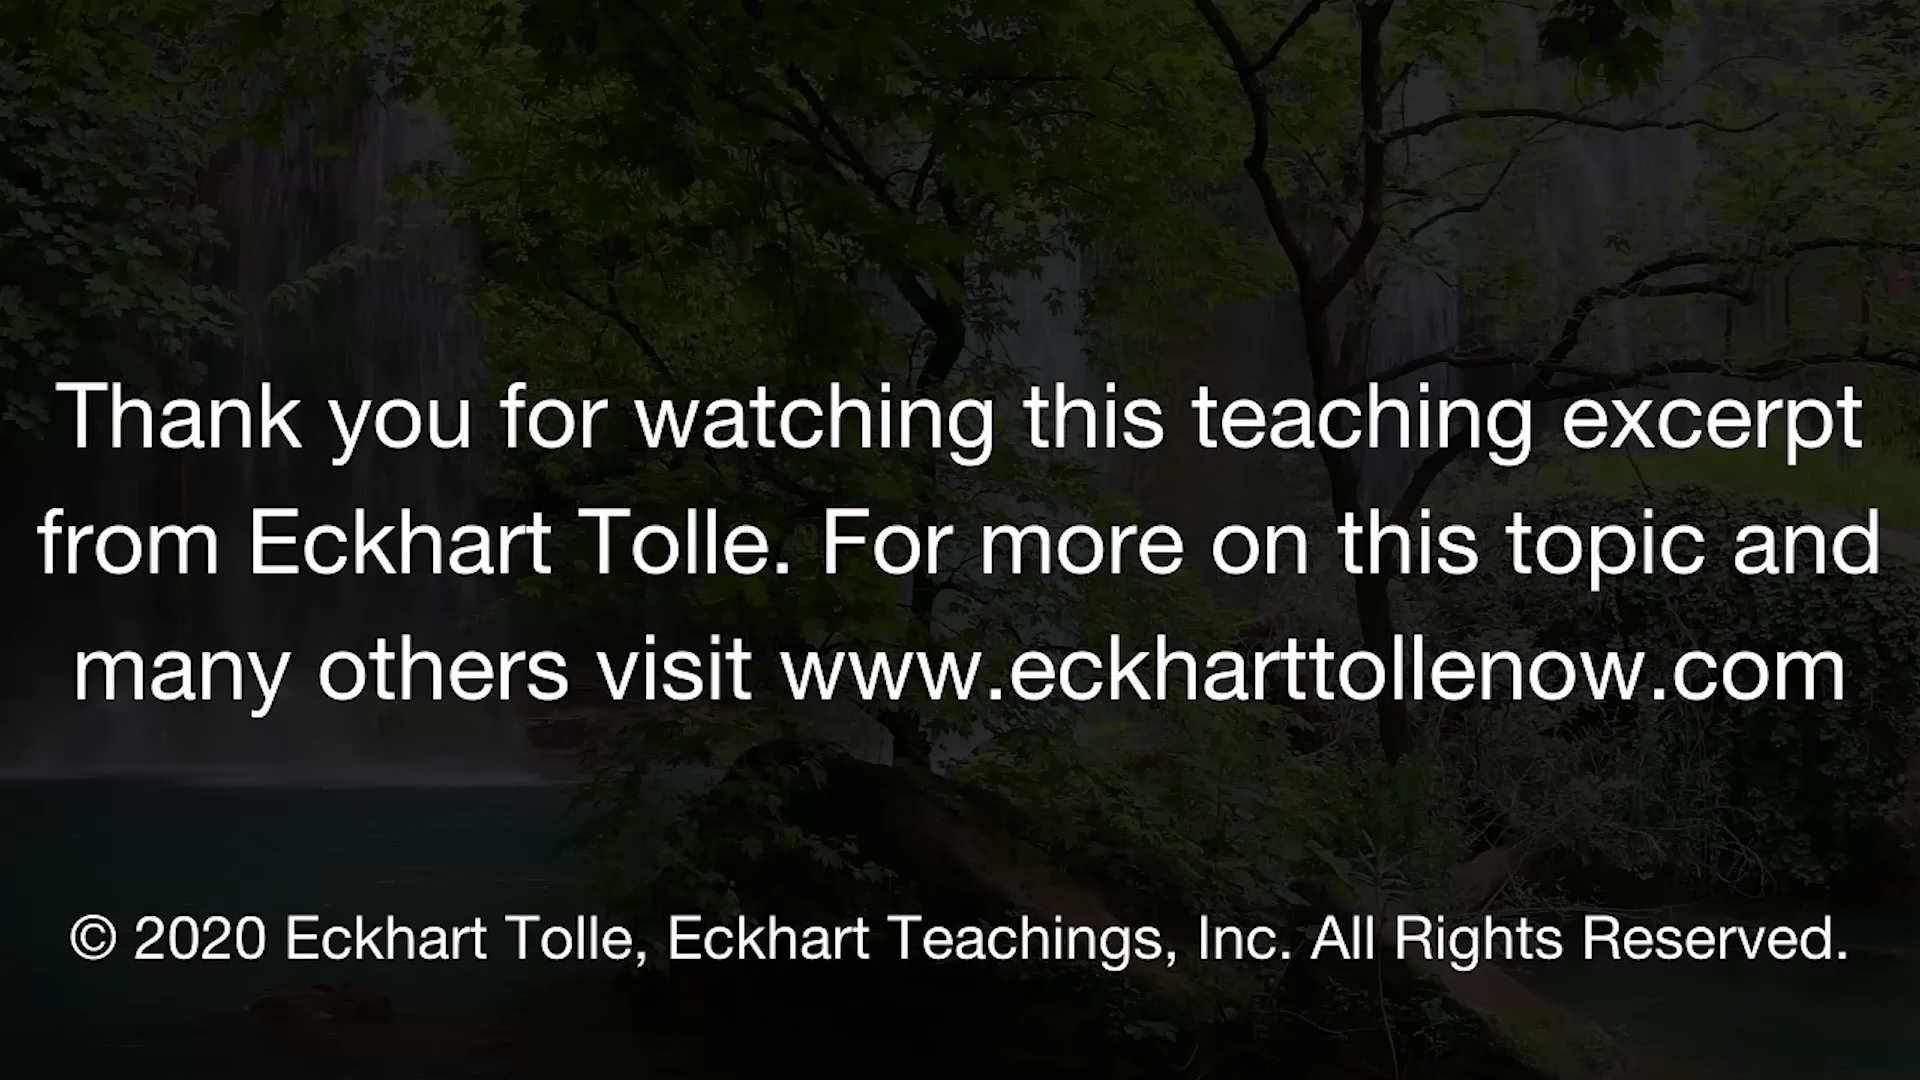 Thank you for watching this teaching excerpt
from Eckhart Tolle. For more on this topic and
many others visit www.eckharttollenow.com
© 2020 Eckhart Tolle, Eckhart Teachings, Inc. All Rights Reserved.